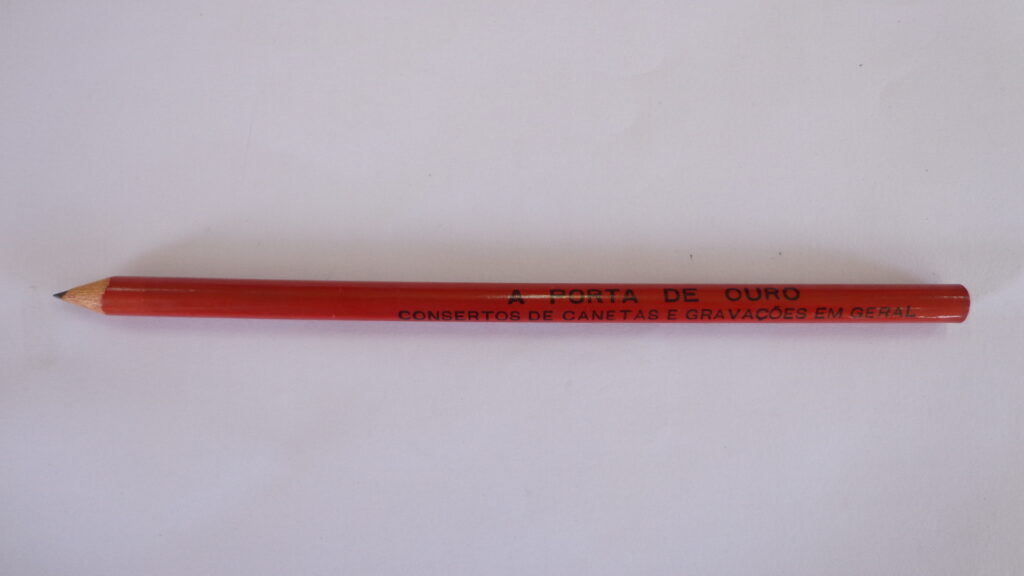 A PORTA DE OURO
CONSERTOS DE CANETAS E GRAVAÇÕES EM GERAL